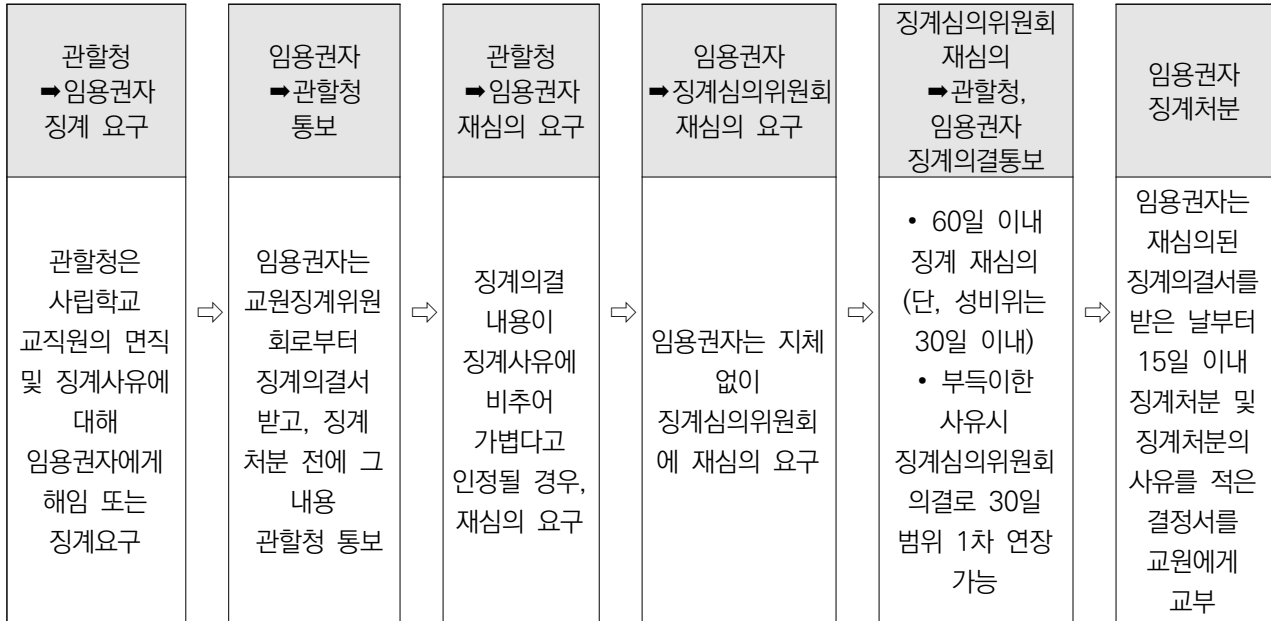 관할청
➡임용권자
징계 요구
임용권자
➡관할청
통보
관할청
➡임용권자
재심의 요구
임용권자
➡징계심의위원회
재심의 요구
징계심의위원회
재심의
➡관할청,
임용권자
징계의결통보
임용권자
징계처분
관할청은
사립학교
교직원의 면직
및 징계사유에
대해
임용권자에게
해임 또는
징계요구
⇨
임용권자는
교원징계위원
회로부터
징계의결서
받고, 징계
처분 전에 그
내용
관할청 통보
⇨
징계의결
내용이
징계사유에
비추어
가볍다고
인정될 경우,
재심의 요구
⇨
임용권자는 지체
없이
징계심의위원회
에 재심의 요구
⇨
• 60일 이내
징계 재심의
(단, 성비위는
30일 이내)
• 부득이한
사유시
징계심의위원회
의결로 30일
범위 1차 연장
가능
⇨
임용권자는
재심의된
징계의결서를
받은 날부터
15일 이내
징계처분 및
징계처분의
사유를 적은
결정서를
교원에게
교부